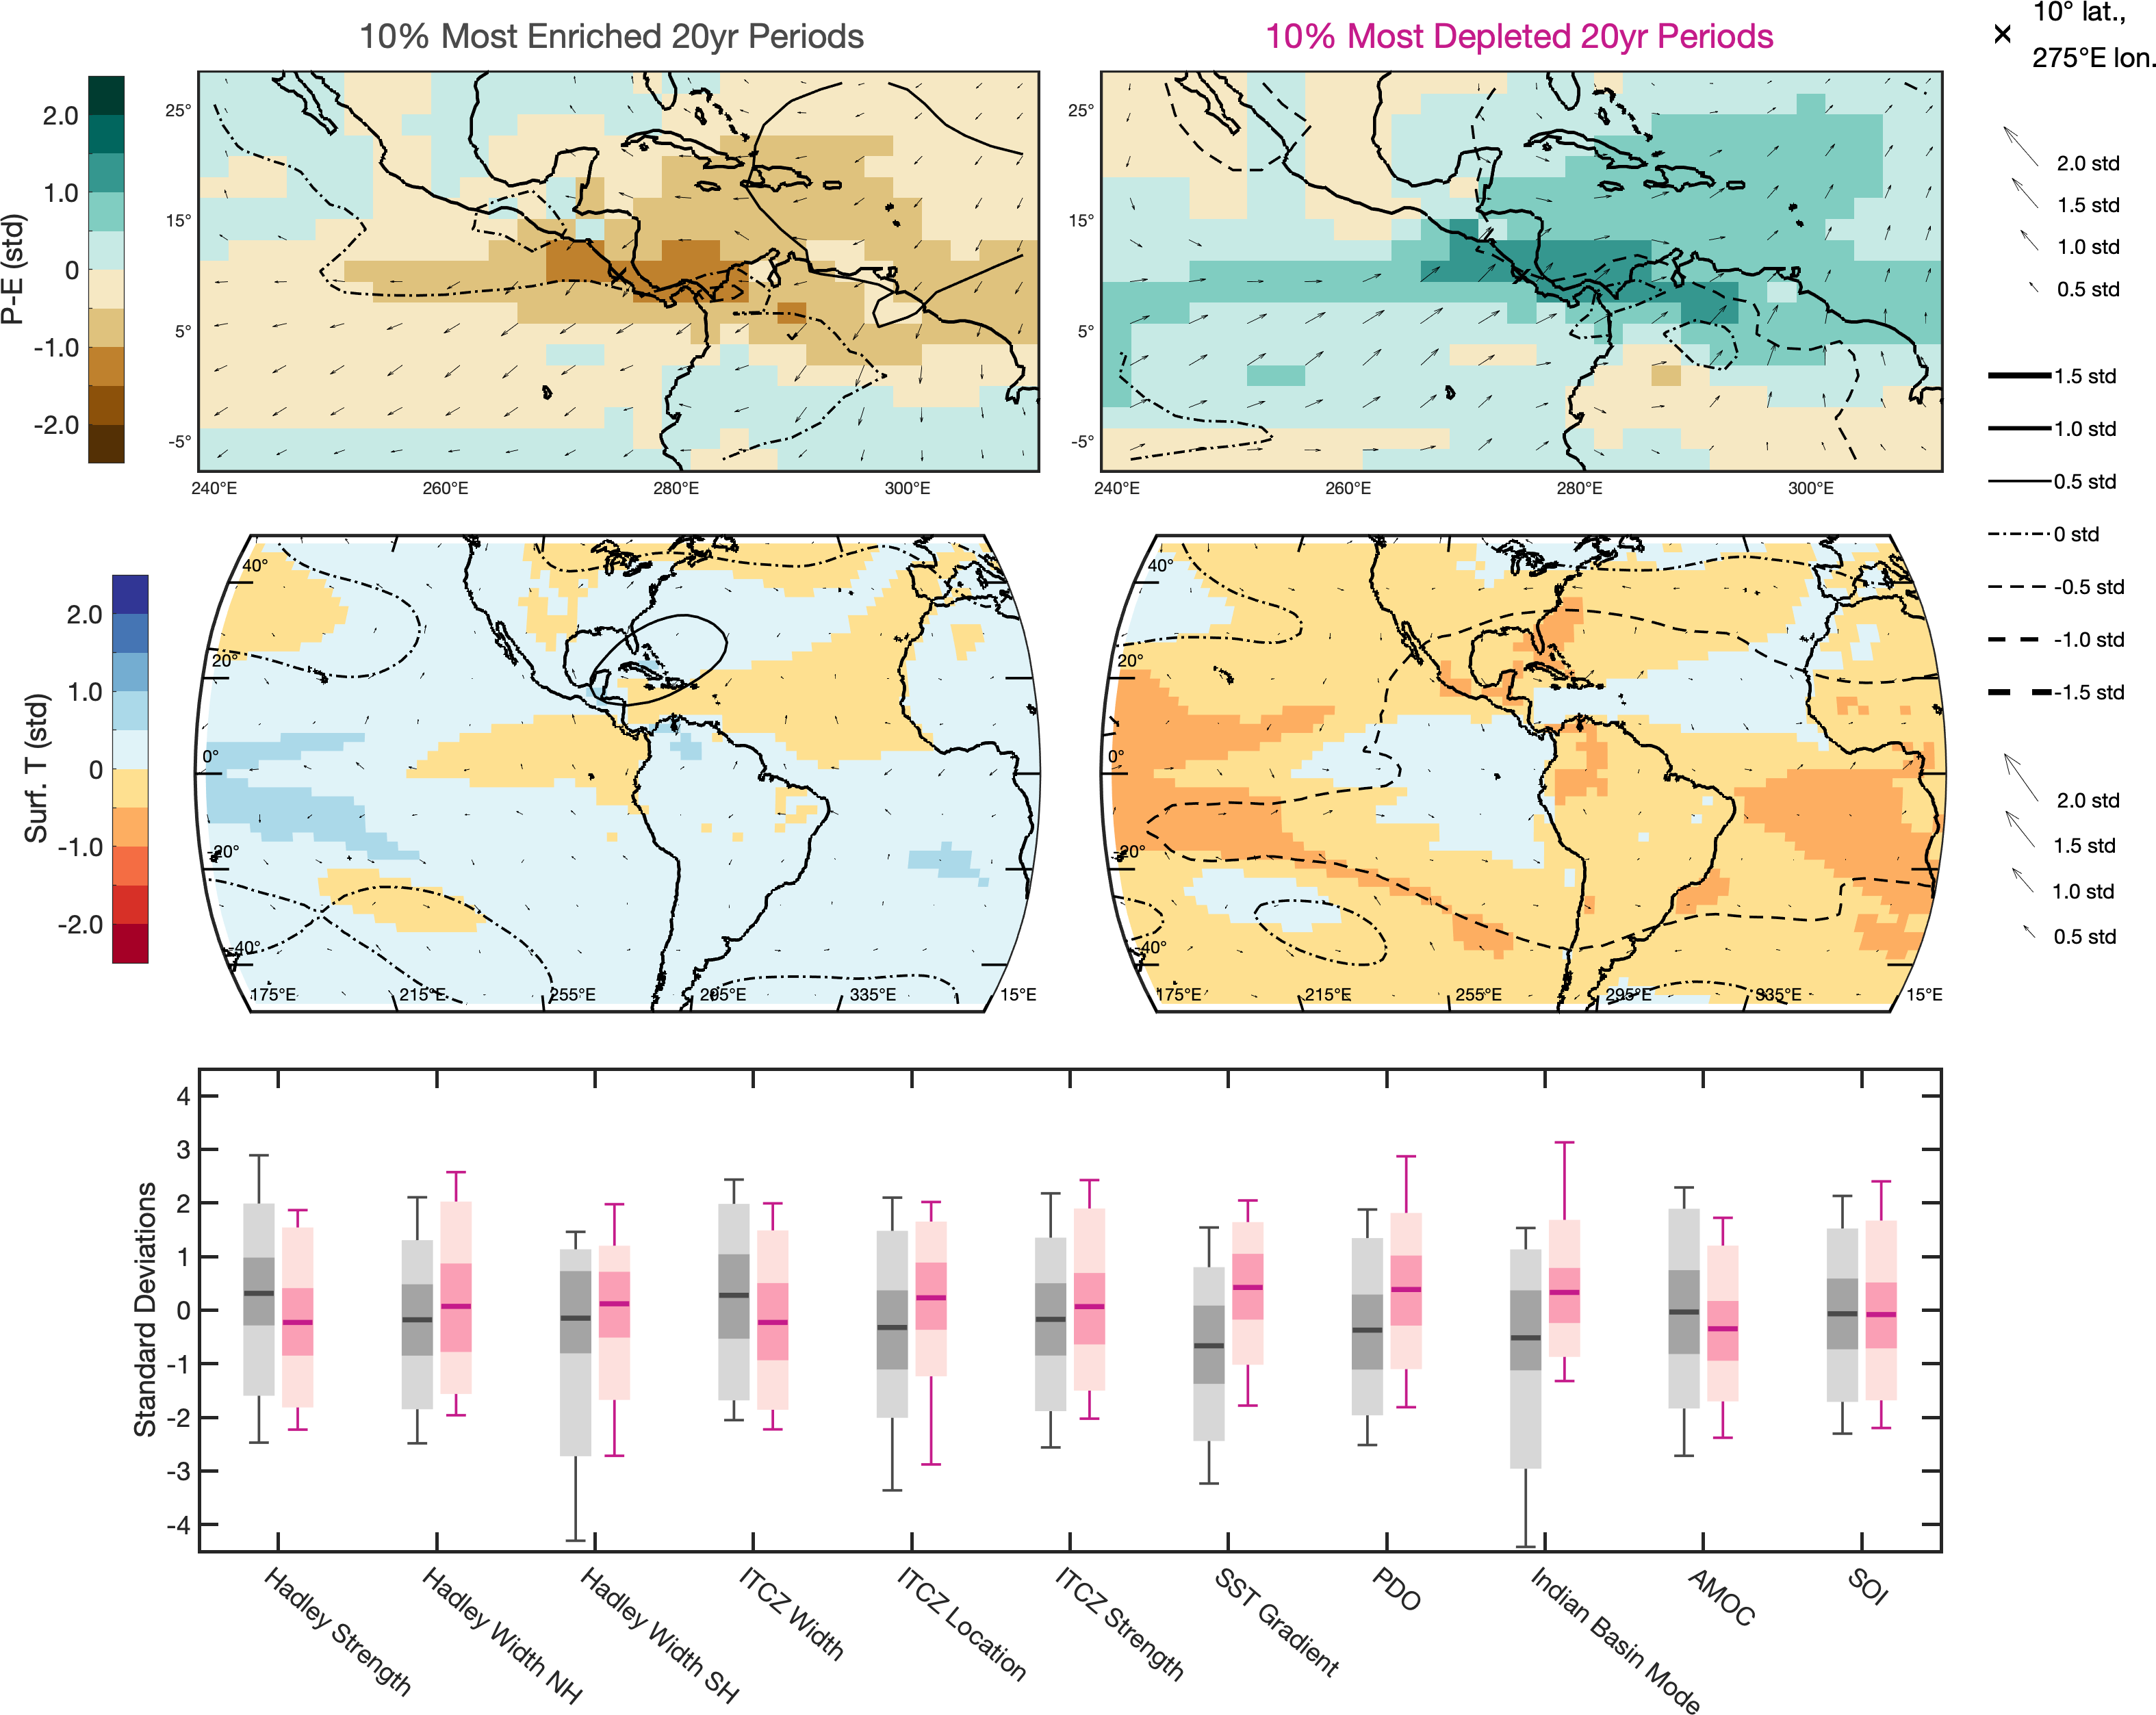 10% Most Enriched 20yr Periods
10% Most Depleted 20yr Periods
10° lat.,
275°E lon.
P-E (std)
2.0
1.0
0
-1.0
-2.0
25°
15°
5°
-5°
240°E
260°E
280°E
300°E
25°
15°
5°
-5°
240°E
260°E
280°E
300°E
2.0 std
1.5 std
1.0 std
0.5 std
1.5 std
1.0 std
0.5 std
0 std
-0.5 std
-1.0 std
-1.5 std
2.0 std
1.5 std
1.0 std
0.5 std
Surf. T (std)
2.0
1.0
0
-1.0
-2.0
40°
20°
0°
-20°
-40°
175°E
215°E
255°E
295°E
335°E
15°E
40°
20°
0°
-20°
-40°
175°E
215°E
255°E
295°E
335°E
15°E
Standard Deviations
4
3
2
1
0
-1
-2
-3
-4
Hadley Strength
Hadley Width NH
Hadley Width SH
ITCZ Width
ITCZ Location
ITCZ Strength
SST Gradient
PDO
Indian Basin Mode
AMOC
SOI